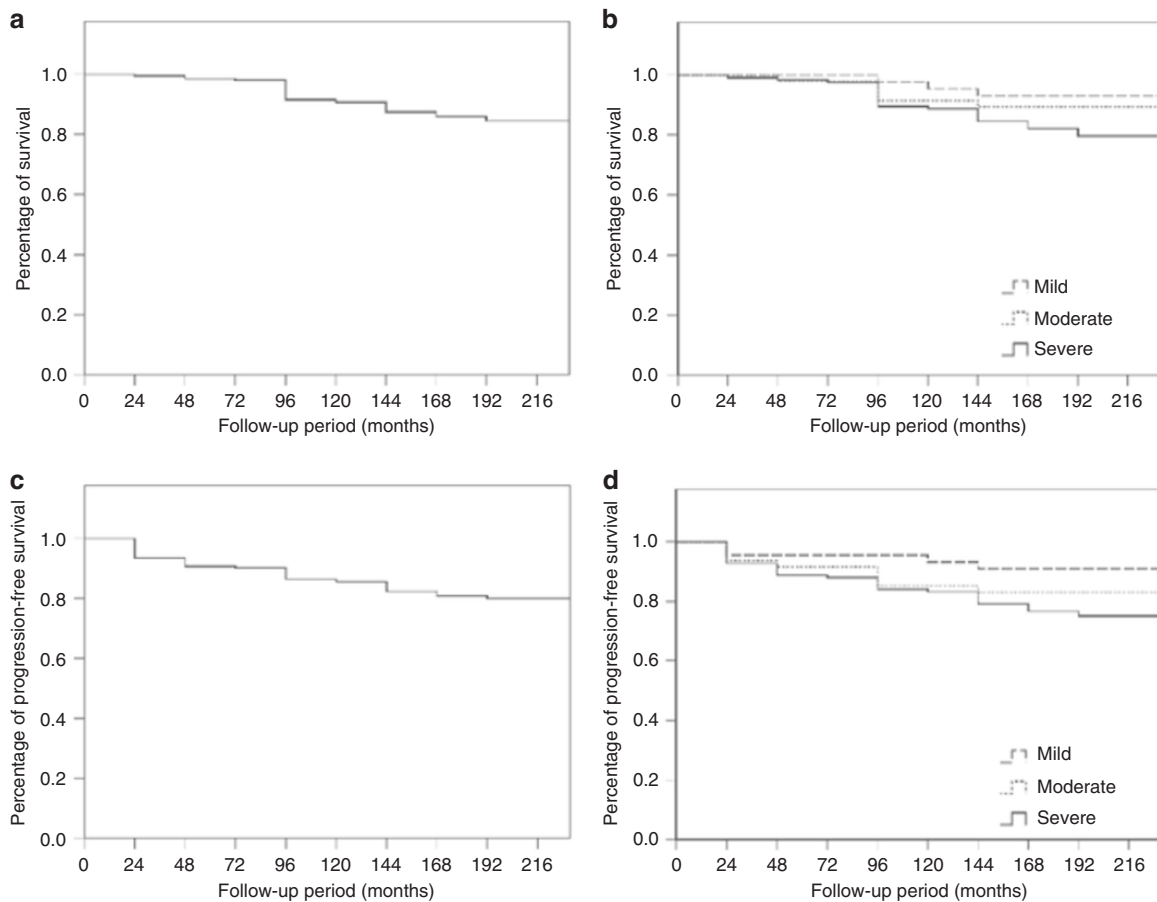 a
Percentage of survival
1.0
0.8
0.6
0.4
0.2
0.0
0 24 48 72 96 120 144 168 192 216
Follow-up period (months)
b
Percentage of survival
1.0
0.8
0.6
0.4
0.2
0.0
Mild
Moderate
Severe
0 24 48 72 96 120 144 168 192 216
Follow-up period (months)
c
Percentage of progression-free survival
1.0
0.8
0.6
0.4
0.2
0.0
0 24 48 72 96 120 144 168 192 216
Follow-up period (months)
d
Percentage of progression-free survival
1.0
0.8
0.6
0.4
0.2
0.0
Mild
Moderate
Severe
0 24 48 72 96 120 144 168 192 216
Follow-up period (months)